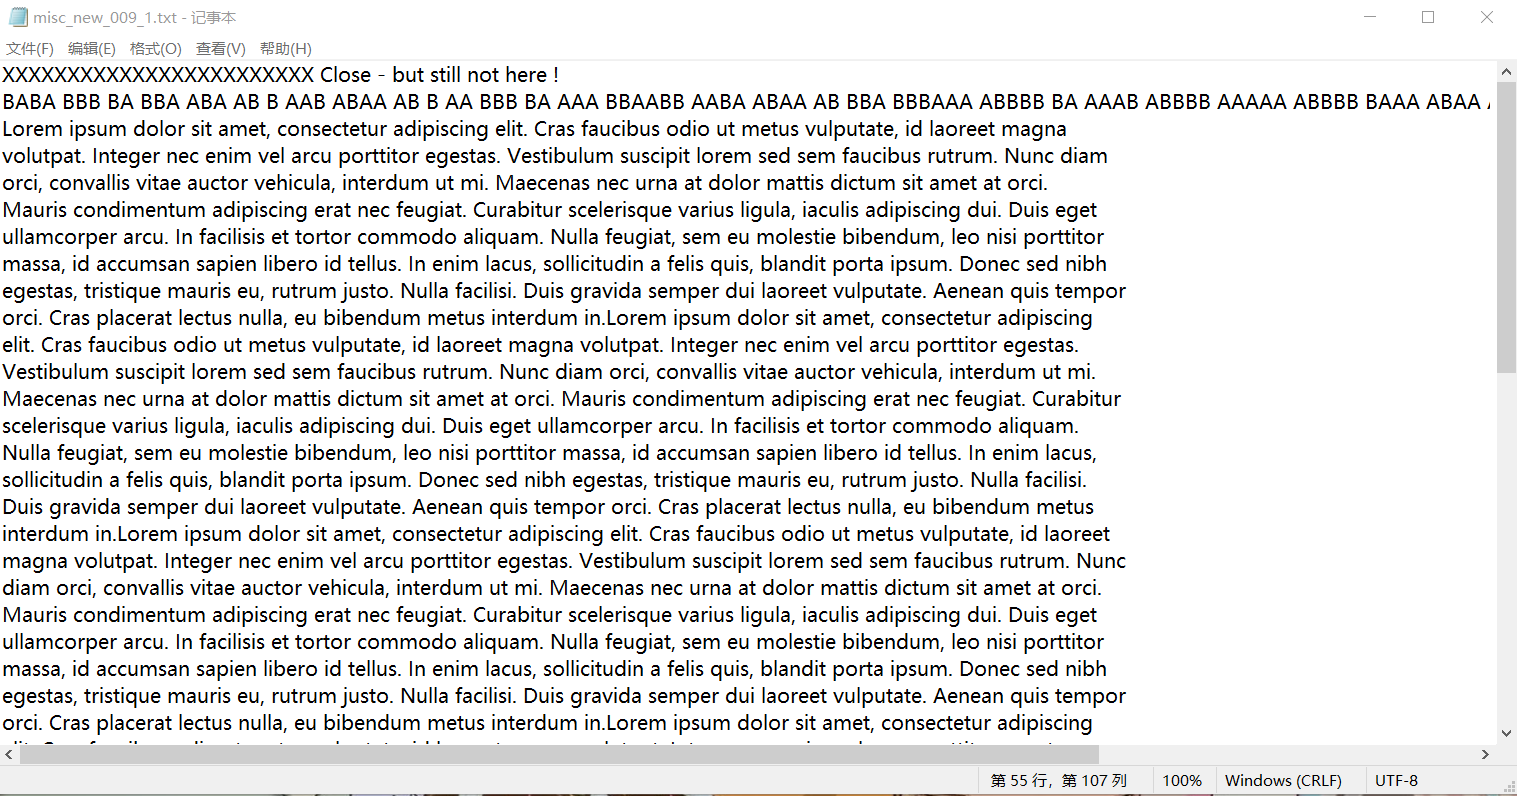 misc_new_009_1.txt - 记事本
文件(F) 编辑(E) 格式(O) 查看(V) 帮助(H)
XXXXXXXXXXXXXXXXXXXXXXXX Close - but still not here !
BABA BBB BA BBA ABA AB B AAB ABAA AB B AA BBB BA AAA BBAABB AABA ABAA AB BBA BBBAAA ABBBB BA AAAB ABBBB AAAAA ABBBB BAAA ABAA
Lorem ipsum dolor sit amet, consectetur adipiscing elit. Cras faucibus odio ut metus vulputate, id laoreet magna
volutpat. Integer nec enim vel arcu porttitor egestas. Vestibulum suscipit lorem sed sem faucibus rutrum. Nunc diam
orci, convallis vitae auctor vehicula, interdum ut mi. Maecenas nec urna at dolor mattis dictum sit amet at orci.
Mauris condimentum adipiscing erat nec feugiat. Curabitur scelerisque varius ligula, iaculis adipiscing dui. Duis eget
ullamcorper arcu. In facilisis et tortor commodo aliquam. Nulla feugiat, sem eu molestie bibendum, leo nisi porttitor
massa, id accumsan sapien libero id tellus. In enim lacus, sollicitudin a felis quis, blandit porta ipsum. Donec sed nibh
egestas, tristique mauris eu, rutrum justo. Nulla facilisi. Duis gravida semper dui laoreet vulputate. Aenean quis tempor
orci. Cras placerat lectus nulla, eu bibendum metus interdum in.Lorem ipsum dolor sit amet, consectetur adipiscing
elit. Cras faucibus odio ut metus vulputate, id laoreet magna volutpat. Integer nec enim vel arcu porttitor egestas.
Vestibulum suscipit lorem sed sem faucibus rutrum. Nunc diam orci, convallis vitae auctor vehicula, interdum ut mi.
Maecenas nec urna at dolor mattis dictum sit amet at orci. Mauris condimentum adipiscing erat nec feugiat. Curabitur
scelerisque varius ligula, iaculis adipiscing dui. Duis eget ullamcorper arcu. In facilisis et tortor commodo aliquam.
Nulla feugiat, sem eu molestie bibendum, leo nisi porttitor massa, id accumsan sapien libero id tellus. In enim lacus,
sollicitudin a felis quis, blandit porta ipsum. Donec sed nibh egestas, tristique mauris eu, rutrum justo. Nulla facilisi.
Duis gravida semper dui laoreet vulputate. Aenean quis tempor orci. Cras placerat lectus nulla, eu bibendum metus
interdum in.Lorem ipsum dolor sit amet, consectetur adipiscing elit. Cras faucibus odio ut metus vulputate, id laoreet
magna volutpat. Integer nec enim vel arcu porttitor egestas. Vestibulum suscipit lorem sed sem faucibus rutrum. Nunc
diam orci, convallis vitae auctor vehicula, interdum ut mi. Maecenas nec urna at dolor mattis dictum sit amet at orci.
Mauris condimentum adipiscing erat nec feugiat. Curabitur scelerisque varius ligula, iaculis adipiscing dui. Duis eget
ullamcorper arcu. In facilisis et tortor commodo aliquam. Nulla feugiat, sem eu molestie bibendum, leo nisi porttitor
massa, id accumsan sapien libero id tellus. In enim lacus, sollicitudin a felis quis, blandit porta ipsum. Donec sed nibh
egestas, tristique mauris eu, rutrum justo. Nulla facilisi. Duis gravida semper dui laoreet vulputate. Aenean quis tempor
orci. Cras placerat lectus nulla, eu bibendum metus interdum in.Lorem ipsum dolor sit amet, consectetur adipiscing
第 55 行，第 107 列 100% Windows (CRLF) UTF-8